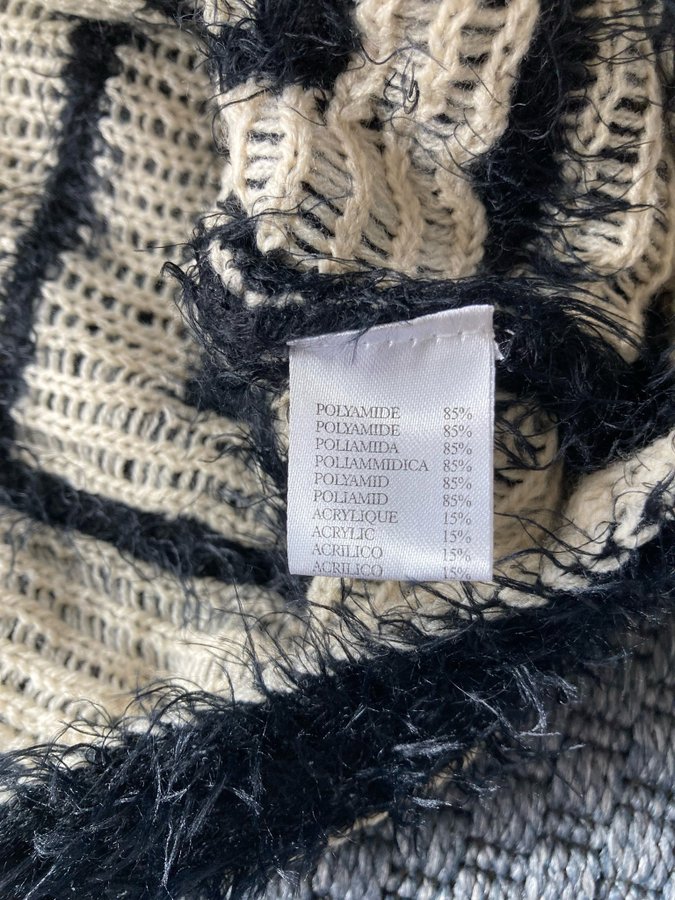 POLYAMIDE 85%
POLYAMIDE 85%
POLIAMIDA 85%
POLIAMMIDICA 85%
POLYAMID 85%
POLIAMID 85%
ACRYLIQUE 15%
ACRYLIC 15%
ACRILICO 15%
ACRILICO 15%